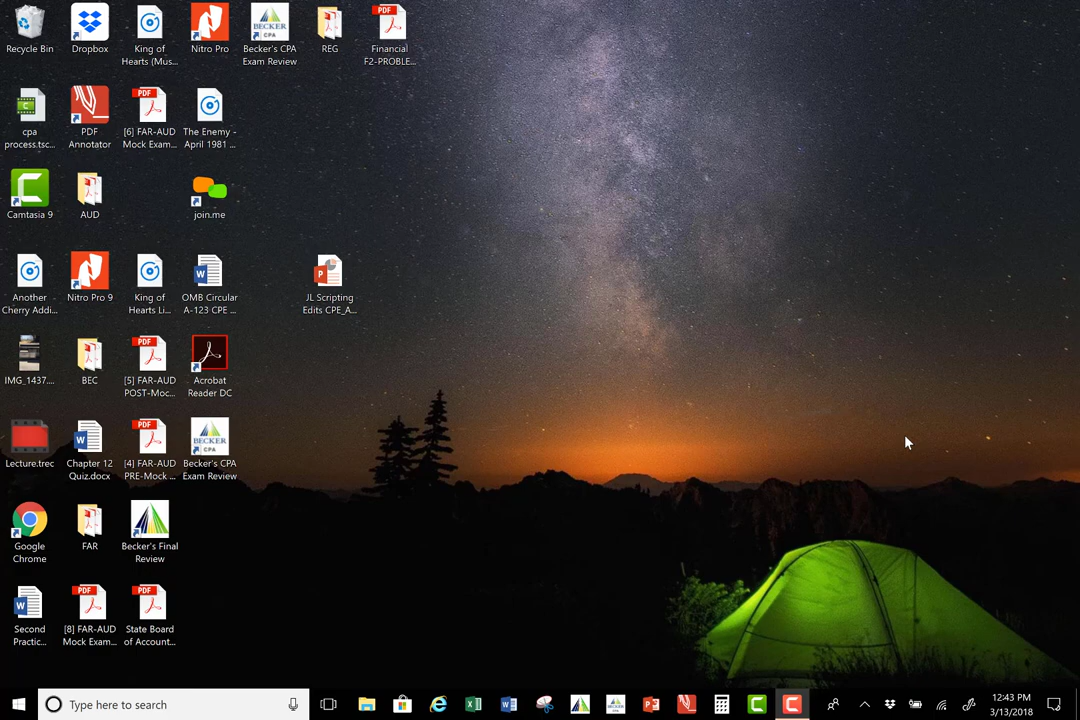 Recycle Bin
Dropbox
King of
Hearts (Mus...
Nitro Pro
BECKER
CPA
Becker's CPA
Exam Review
REG
PDF
Financial
F2-PROBLE...
cpa
process.tsc...
PDF
Annotator
PDF
[6] FAR-AUD
Mock Exam...
The Enemy -
April 1981 ...
Camtasia 9
AUD
join.me
Another
Cherry Addi...
Nitro Pro 9
King of
Hearts Li...
OMB Circular
A-123 CPE ...
JL Scripting
Edits CPE_A...
IMG_1437....
BEC
PDF
[5] FAR-AUD
POST-Moc...
Acrobat
Reader DC
Lecture.trec
Chapter 12
Quiz.docx
PDF
[4] FAR-AUD
PRE-Mock ...
BECKER
CPA
Becker's CPA
Exam Review
Google
Chrome
FAR
Becker's Final
Review
Second
Practic...
PDF
[8] FAR-AUD
Mock Exam...
PDF
State Board
of Account...
Type here to search
12:43 PM
3/13/2018